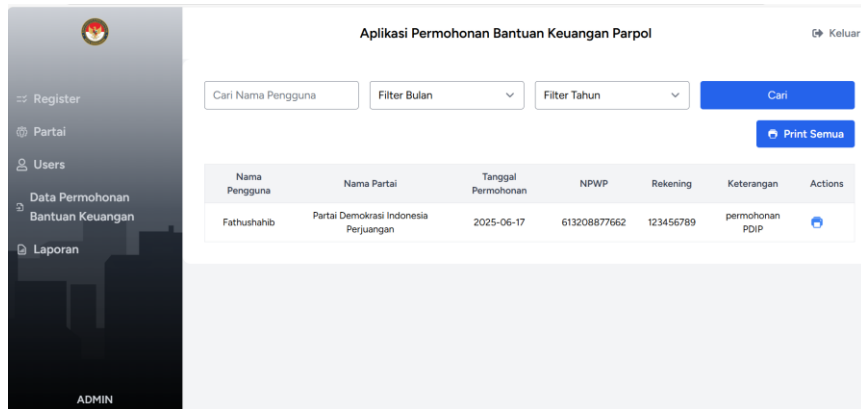 Aplikasi Permohonan Bantuan Keuangan Parpol
Keluar
Register
Partai
Users
Data Permohonan
Bantuan Keuangan
Laporan
ADMIN
Cari Nama Pengguna
Filter Bulan
Filter Tahun
Cari
Print Semua
Nama
Pengguna
Nama Partai
Tanggal
Permohonan
NPWP
Rekening
Keterangan
Actions
Fathushahib
Partai Demokrasi Indonesia
Perjuangan
2025-06-17
613208877662
123456789
permohonan
PDIP